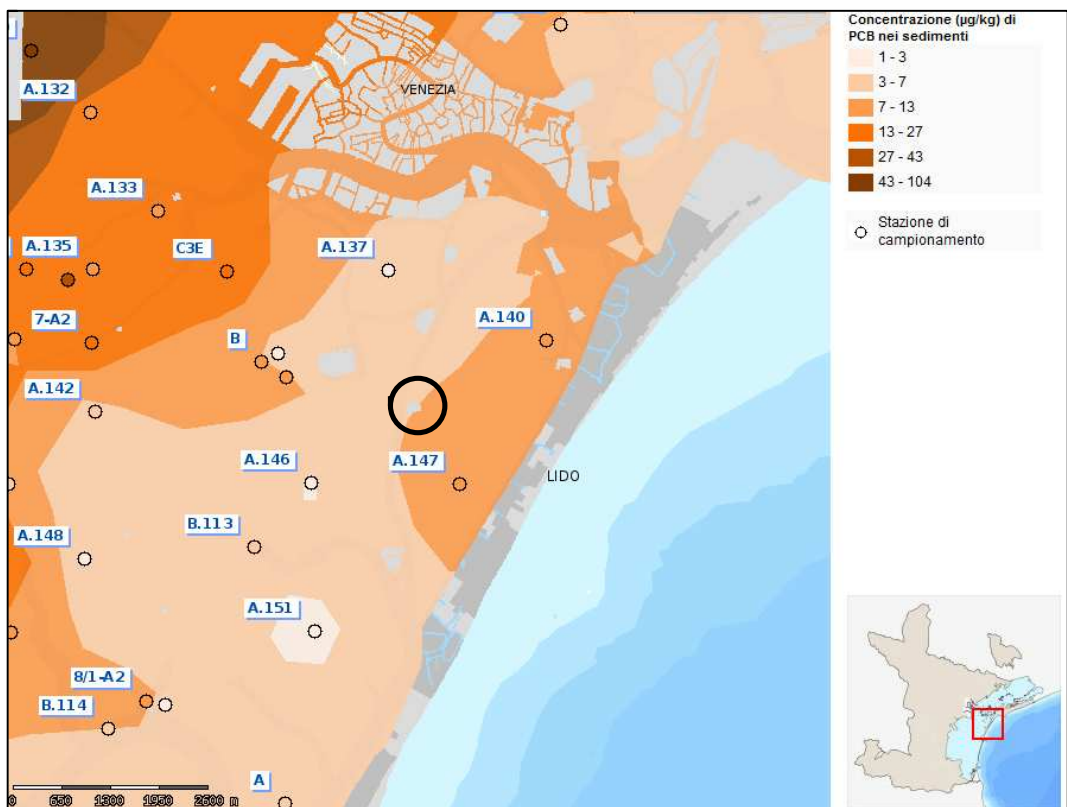 A.132
VENEZIA
A.133
A.135
C3E
A.137
7-A2
B
A.140
A.142
A.146
A.147
LIDO
B.113
A.148
A.151
8/1-A2
B.114
A
0 650 1300 1950 2600 m
Concentrazione (µg/kg) di
PCB nei sedimenti
1 - 3
3 - 7
7 - 13
13 - 27
27 - 43
43 - 104
Stazione di
campionamento